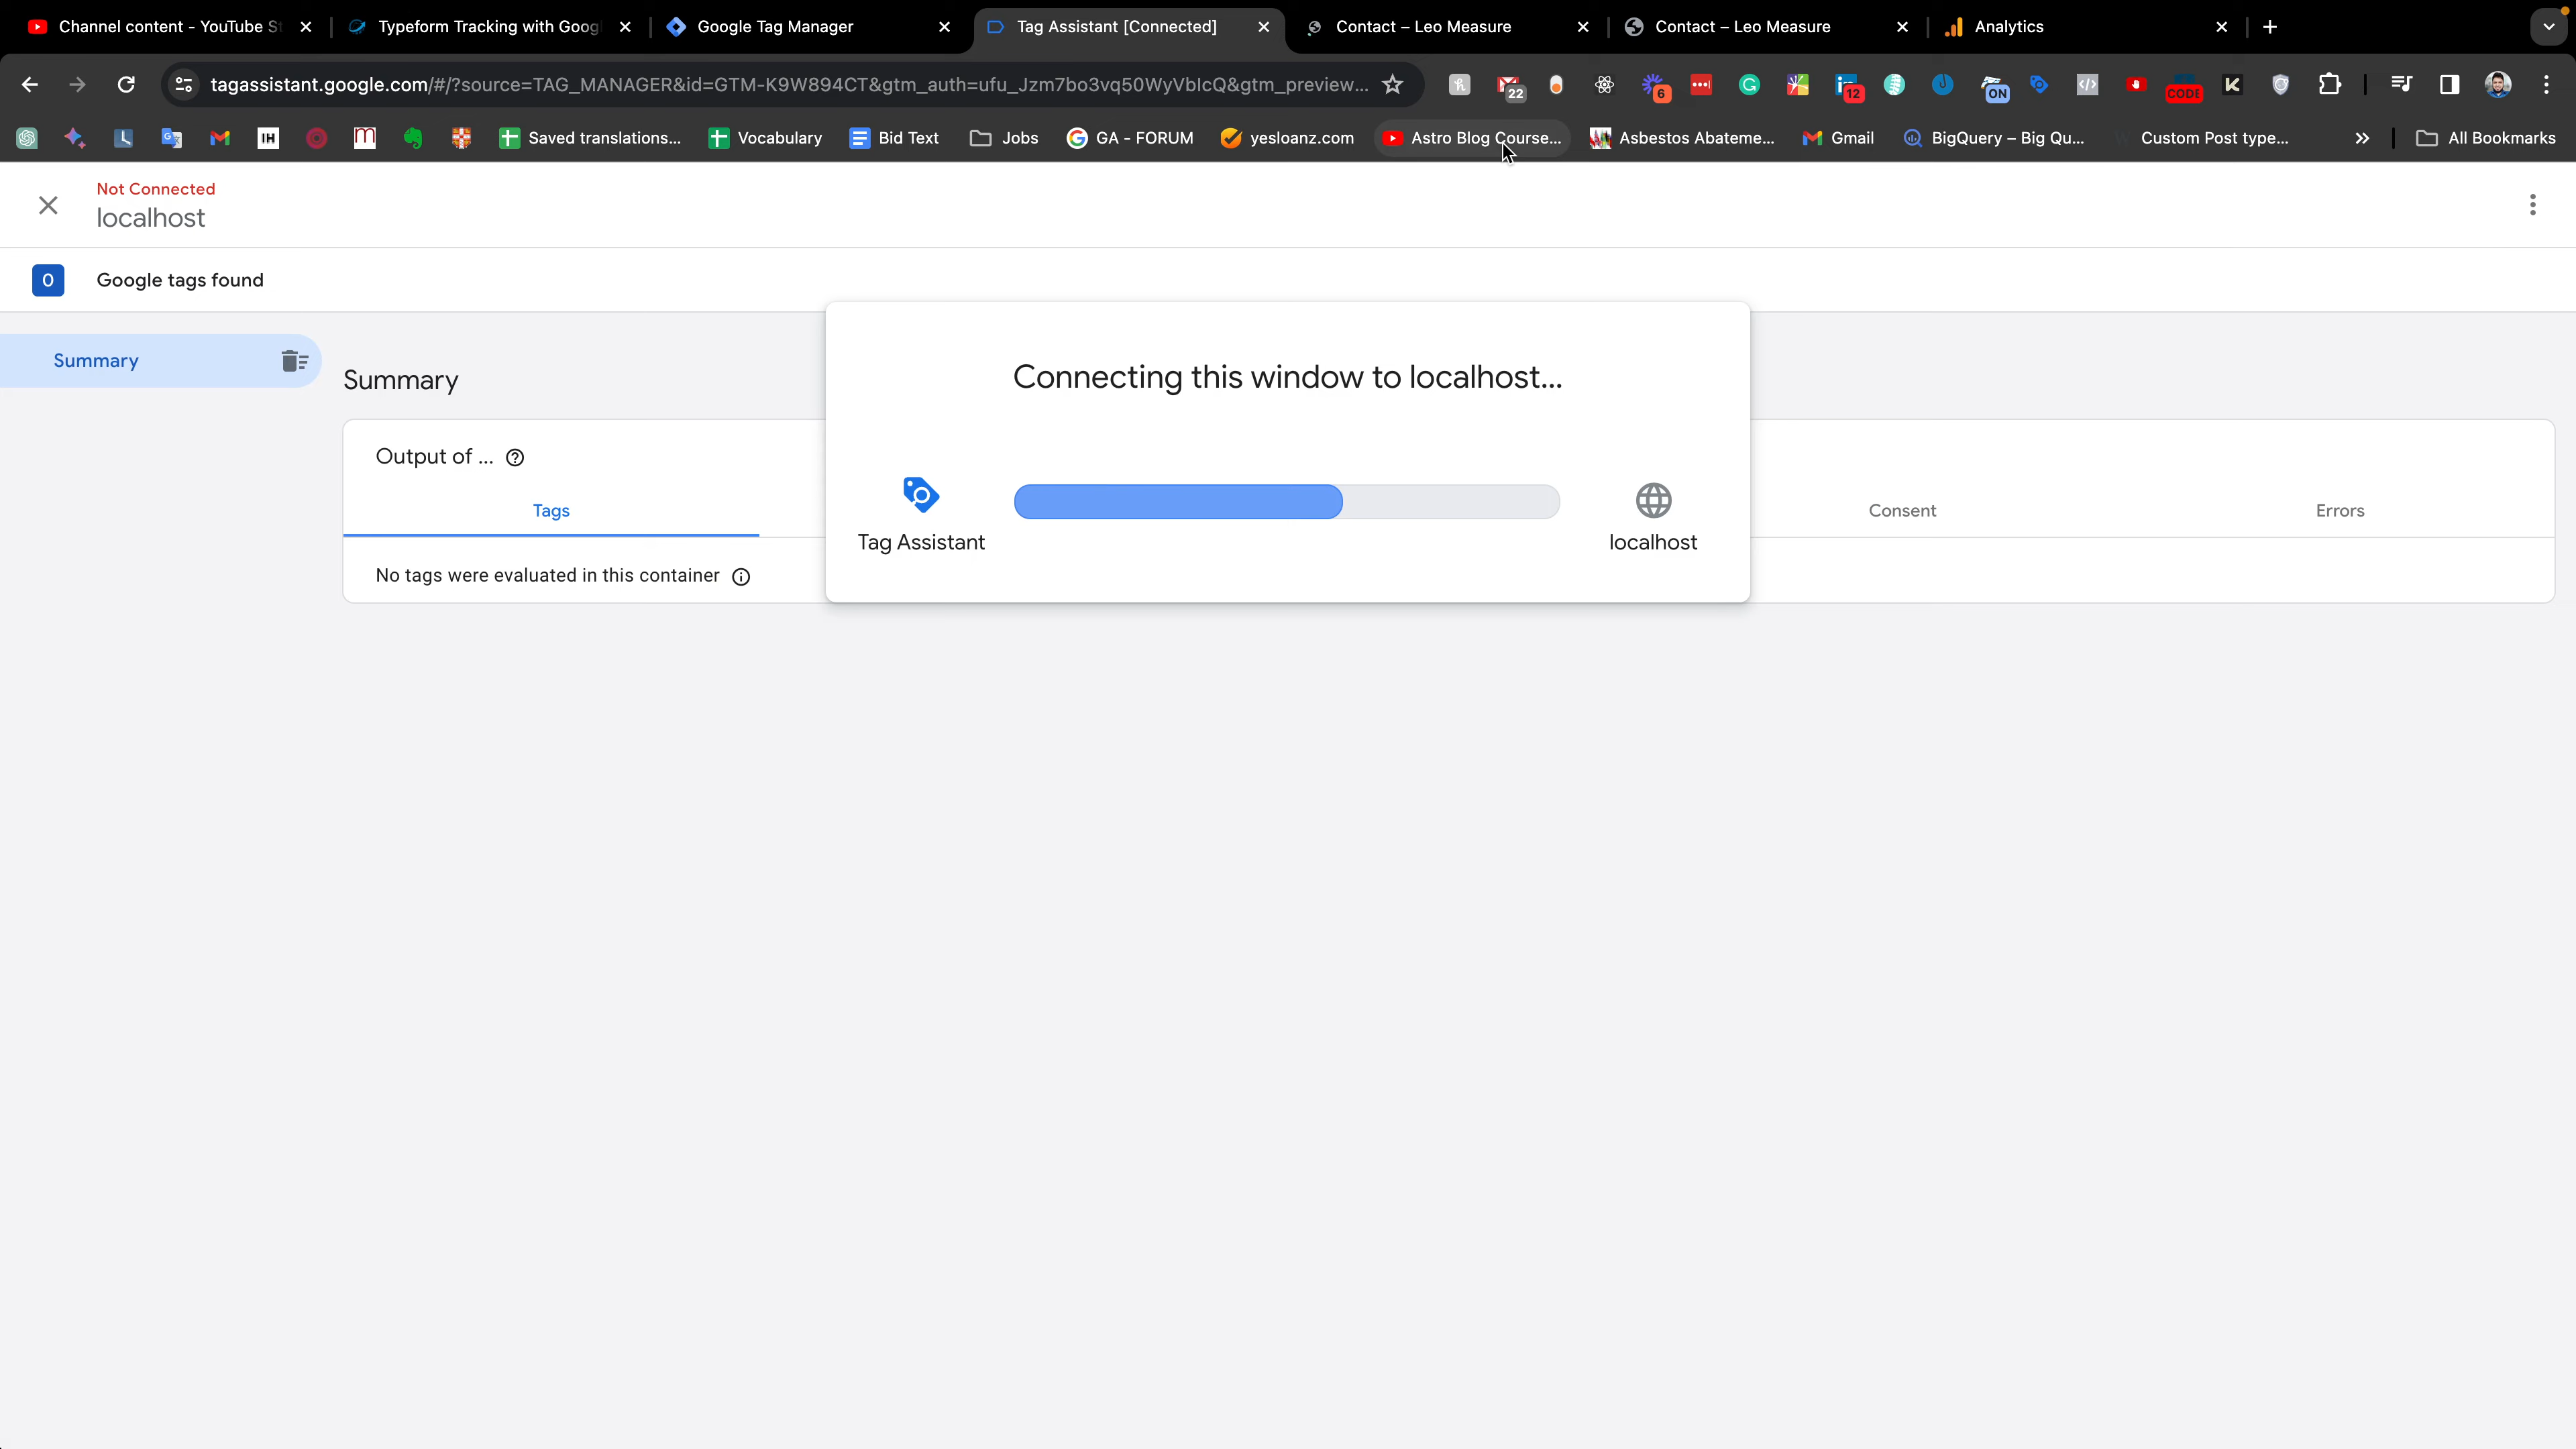 Channel content - YouTube St
Typeform Tracking with Goog
Google Tag Manager
Tag Assistant [Connected]
Contact – Leo Measure
Contact – Leo Measure
Analytics
tagassistant.google.com/#/?source=TAG_MANAGER&id=GTM-K9W894CT&gtm_auth=ufu_Jzm7bo3vq50WyVblcQ&gtm_preview...
22
6
12
ON
CODE
IH
Saved translations...
Vocabulary
Bid Text
Jobs
GA - FORUM
yesloanz.com
Astro Blog Course...
Asbestos Abateme...
Gmail
BigQuery – Big Qu...
Custom Post type...
All Bookmarks
Not Connected
localhost
0
Google tags found
Summary
Summary
Output of ...
Tags
Consent
Errors
No tags were evaluated in this container
Connecting this window to localhost...
Tag Assistant
localhost